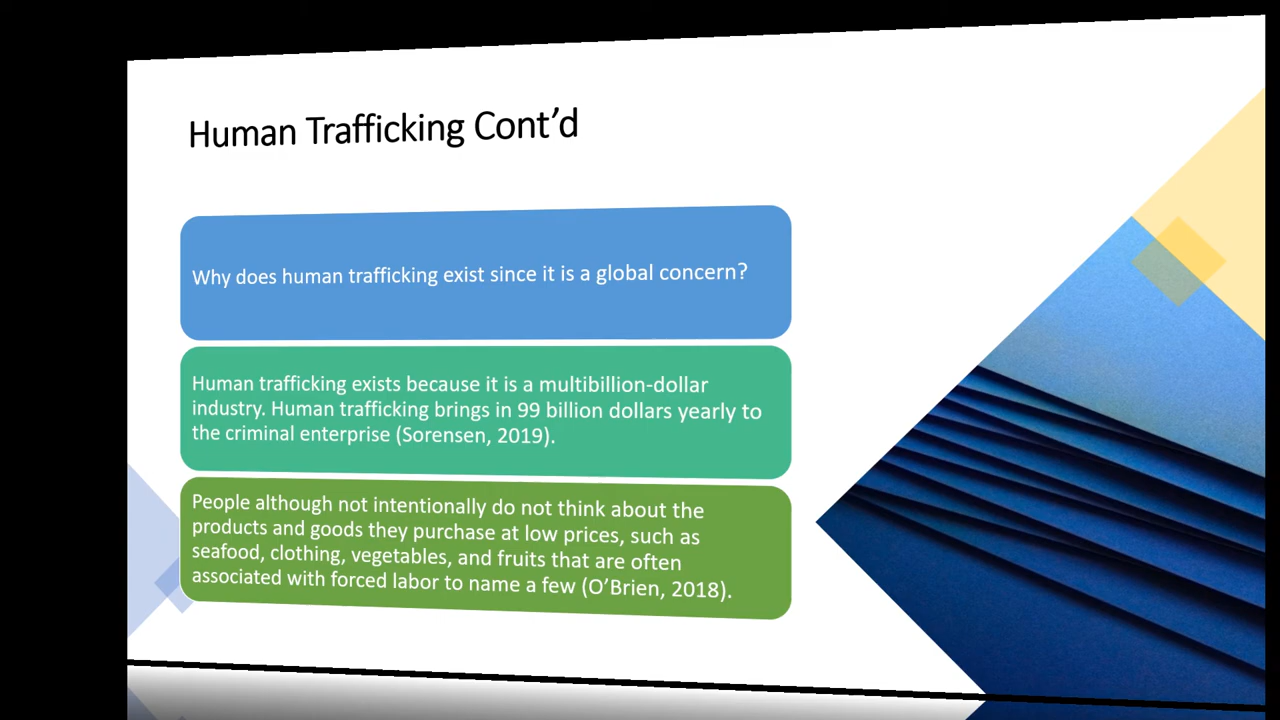 Human Trafficking Cont’d
Why does human trafficking exist since it is a global concern?
Human trafficking exists because it is a multibillion-dollar
industry. Human trafficking brings in 99 billion dollars yearly to
the criminal enterprise (Sorensen, 2019).
People although not intentionally do not think about the
products and goods they purchase at low prices, such as
seafood, clothing, vegetables, and fruits that are often
associated with forced labor to name a few (O’Brien, 2018).